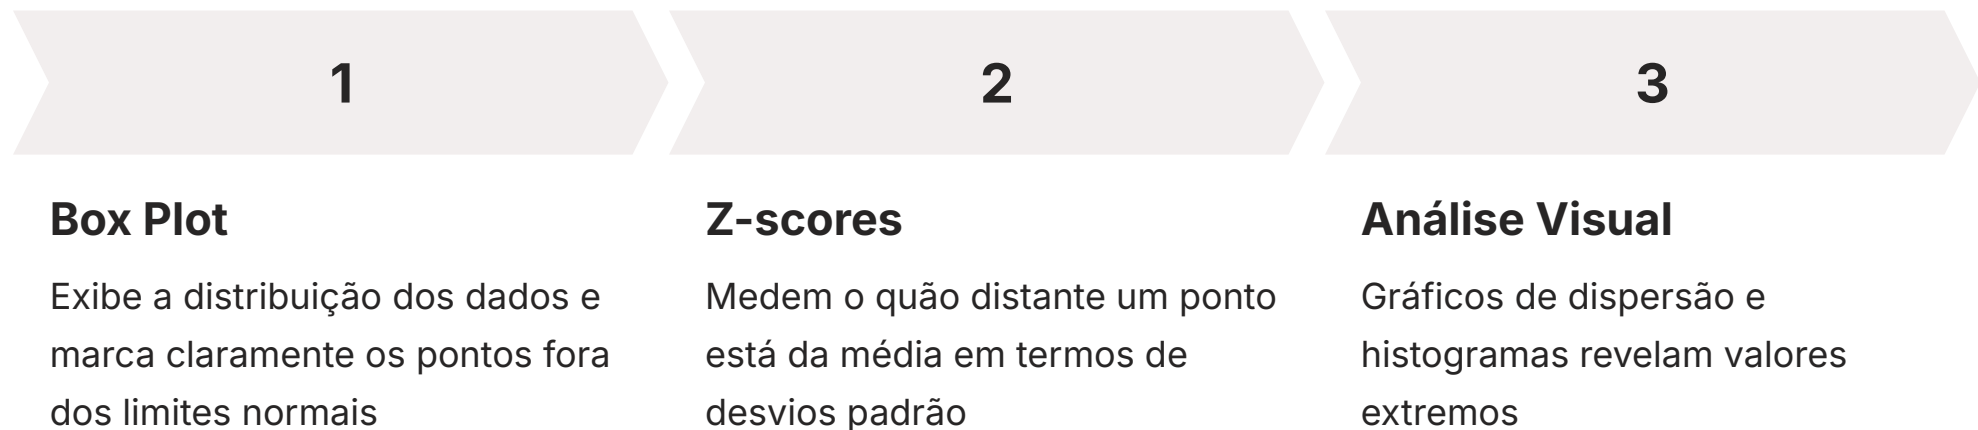 1
Box Plot
Exibe a distribuição dos dados e
marca claramente os pontos fora
dos limites normais
2
Z-scores
Medem o quão distante um ponto
está da média em termos de
desvios padrão
3
Análise Visual
Gráficos de dispersão e
histogramas revelam valores
extremos